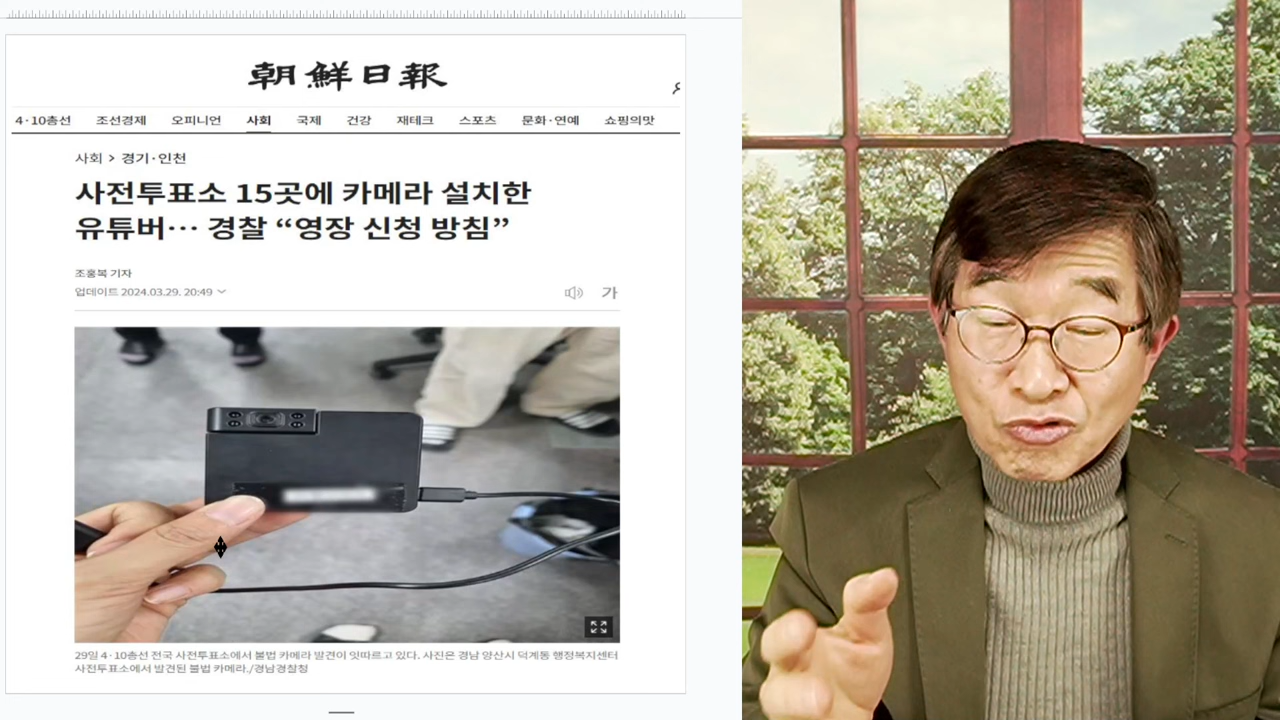 朝鮮日報
4·10총선 조선경제 오피니언 사회 국제 건강 재테크 스포츠 문화·연예 쇼핑의맛
사회 > 경기·인천
사전투표소 15곳에 카메라 설치한
유튜버… 경찰 “영장 신청 방침”
조홍복 기자
업데이트 2024.03.29. 20:49
가
29일 4·10총선 전국 사전투표소에서 불법 카메라 발견이 잇따르고 있다. 사진은 경남 양산시 덕계동 행정복지센터
사전투표소에서 발견된 불법 카메라./경남경찰청